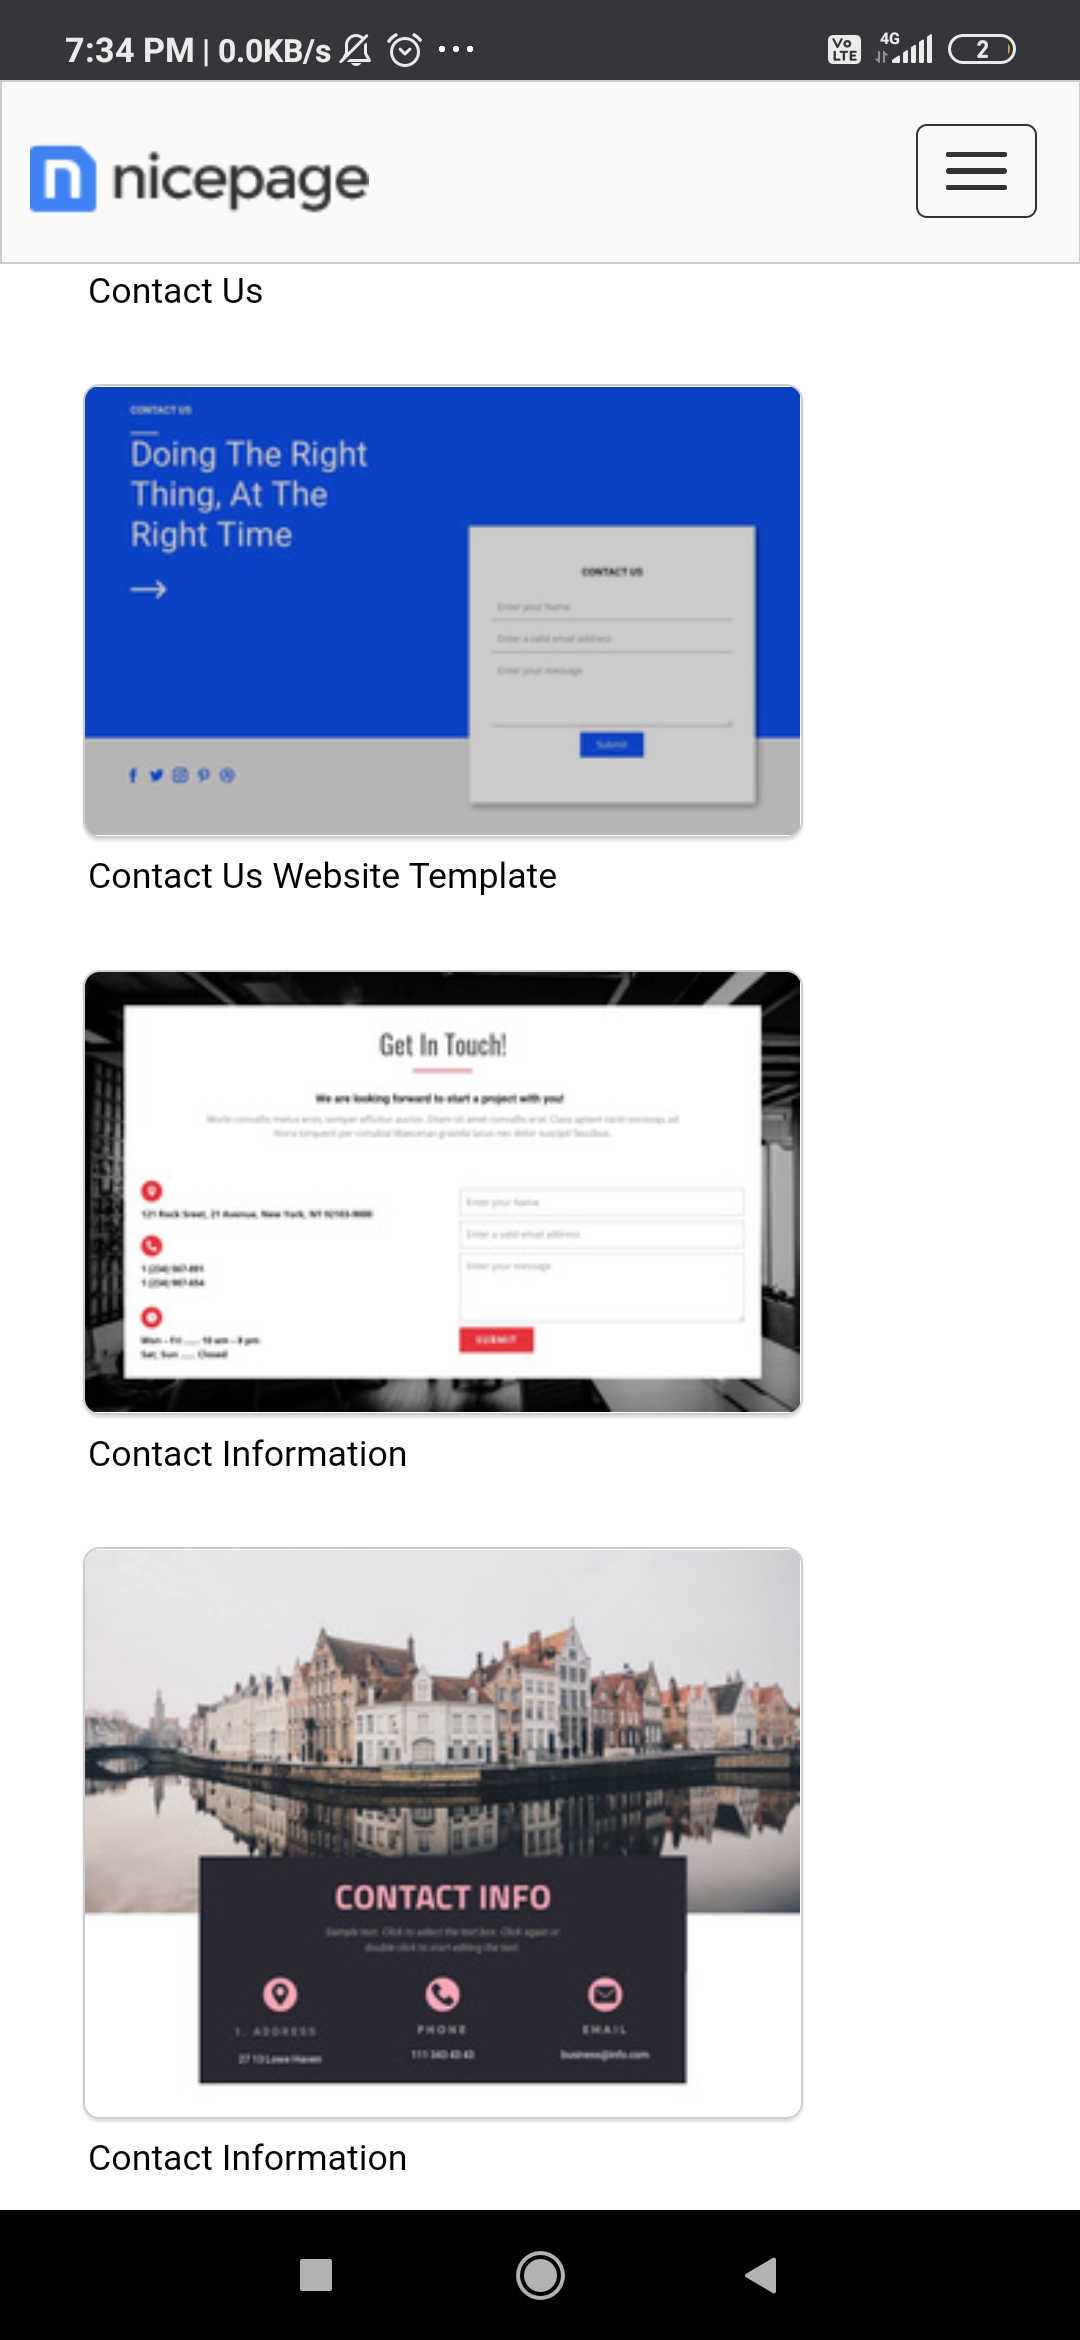 7:34 PM | 0.0KB/s ...
Vo LTE 4G 2
n nicepage
Contact Us
CONTACT US
Doing The Right
Thing, At The
Right Time
CONTACT US
Enter your Name
Enter a valid email address
Enter your message
Submit
Contact Us Website Template
Get In Touch!
We are looking forward to start a project with you!
121 Rock Sreet, 21 Avenue, New York, NY 92103-9000
1 (234) 567-891
1 (234) 987-654
Mon - Fri ...... 10 am - 8 pm
Sat, Sun ...... Closed
Enter your Name
Enter a valid email address
Enter your message
SUBMIT
Contact Information
CONTACT INFO
Sample text. Click to select the text box. Click again or
double click to start editing the text.
1. ADDRESS
PHONE
EMAIL
27 13 Lowe Haven
111 343 43 43
business@info.com
Contact Information